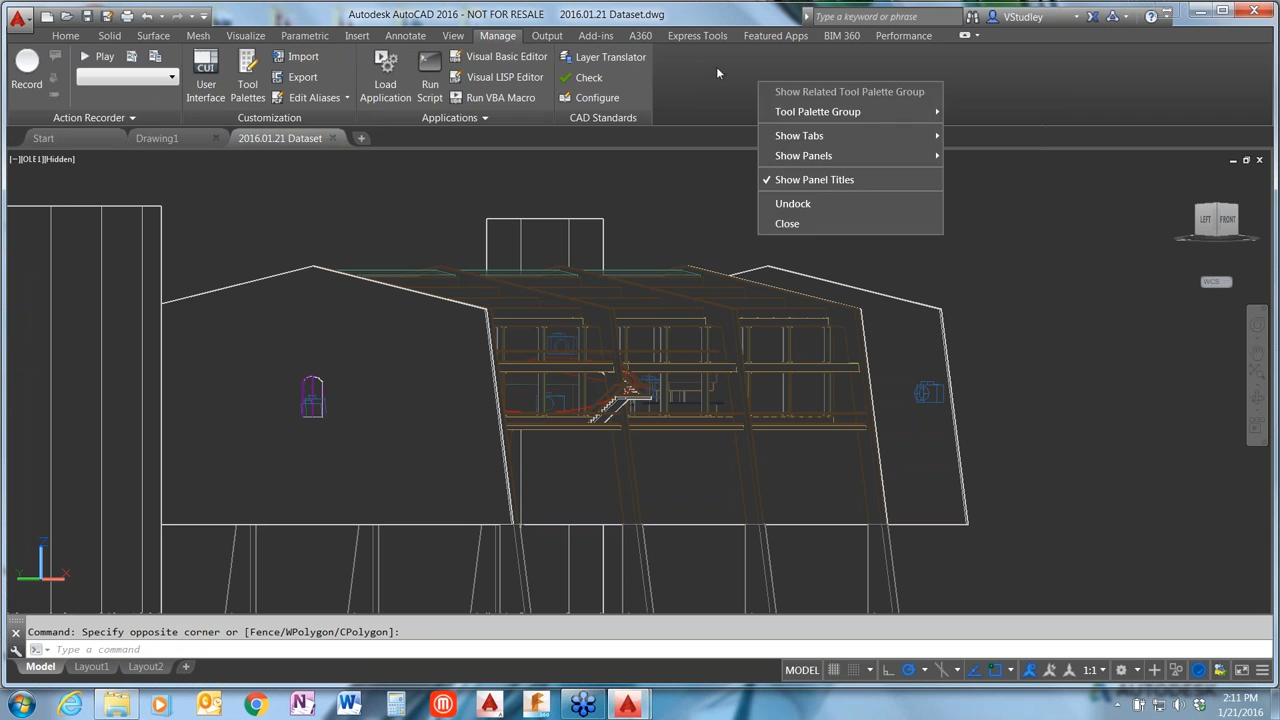 Autodesk AutoCAD 2016 - NOT FOR RESALE 2016.01.21 Dataset.dwg
Type a keyword or phrase
VStudley
Home Solid Surface Mesh Visualize Parametric Insert Annotate View Manage Output Add-ins A360 Express Tools Featured Apps BIM 360 Performance
Record
Play
CUI
User Interface
Tool Palettes
Import
Export
Edit Aliases
Load Application
Run Script
Visual Basic Editor
Visual LISP Editor
Run VBA Macro
Layer Translator
Check
Configure
Action Recorder
Customization
Applications
CAD Standards
Show Related Tool Palette Group
Tool Palette Group
Show Tabs
Show Panels
Show Panel Titles
Undock
Close
Start Drawing1 2016.01.21 Dataset
[−][OLE1][Hidden]
LEFT FRONT
WCS
Z
Y X
Command: Specify opposite corner or [Fence/WPolygon/CPolygon]:
Type a command
Model Layout1 Layout2
MODEL
1:1
2:11 PM
1/21/2016